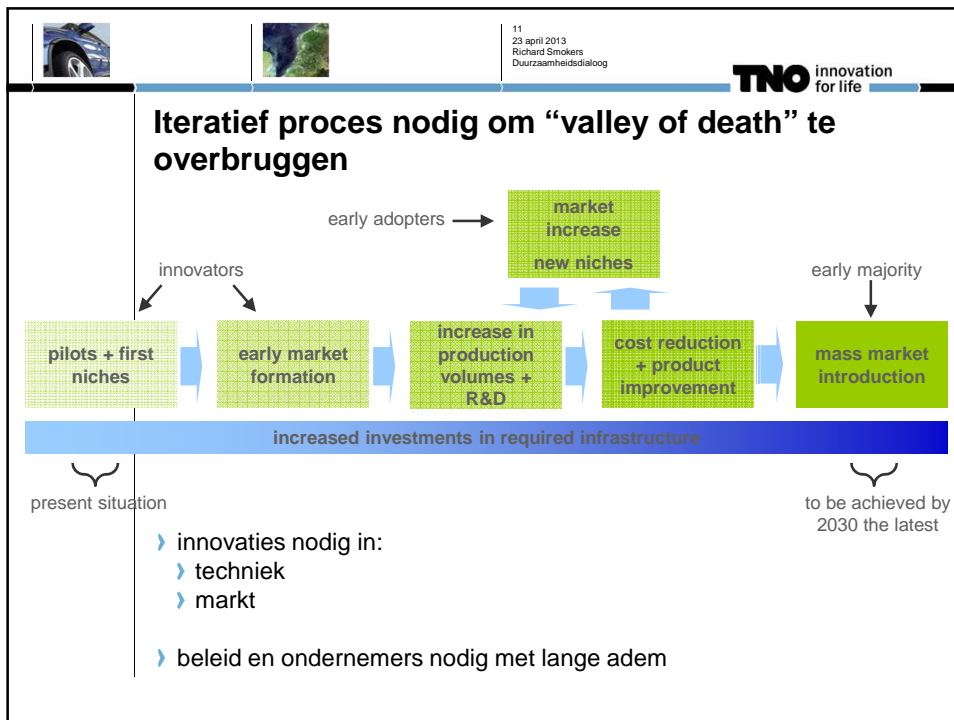 11
23 april 2013
Richard Smokers
Duurzaamheidsdialoog
TNO innovation
for life
Iteratief proces nodig om “valley of death” te
overbruggen
early adopters
market
increase
new niches
innovators
early majority
pilots + first
niches
early market
formation
increase in
production
volumes +
R&D
cost reduction
+ product
improvement
mass market
introduction
increased investments in required infrastructure
present situation
to be achieved by
2030 the latest
innovaties nodig in:
techniek
markt
beleid en ondernemers nodig met lange adem